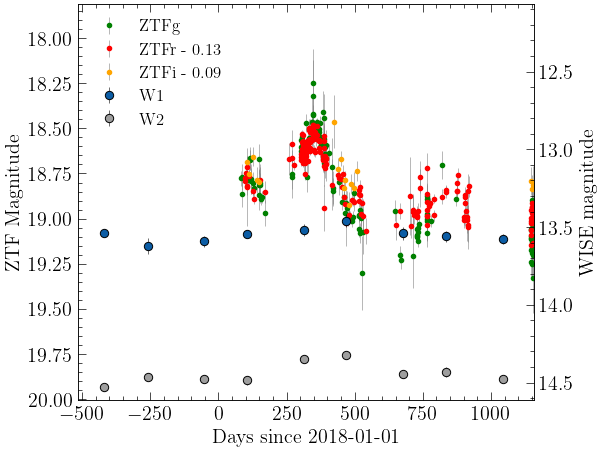 ZTFg
ZTFr - 0.13
ZTFi - 0.09
W1
W2
18.00
18.25
18.50
18.75
19.00
19.25
19.50
19.75
20.00
ZTF Magnitude
12.5
13.0
13.5
14.0
14.5
WISE magnitude
−500
−250
0
250
500
750
1000
Days since 2018-01-01